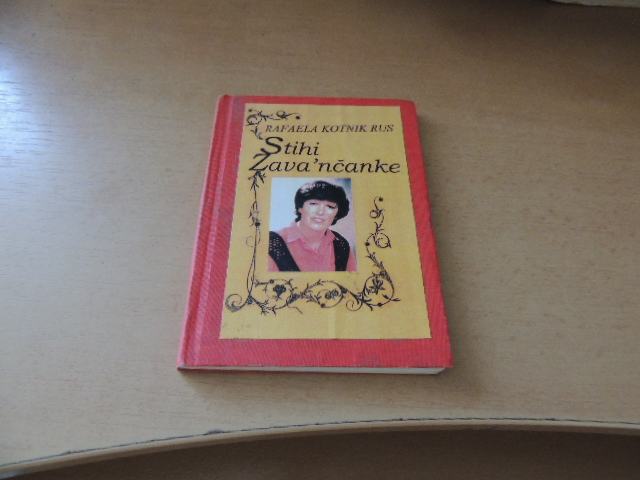 RAFAELA KOTNIK RUS
Stihi
Zava'nčanke